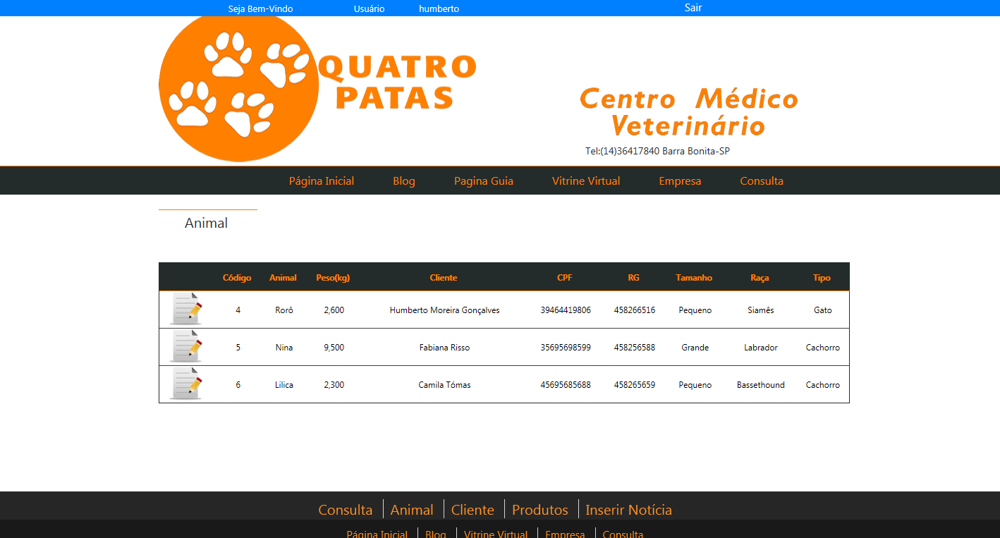 Seja Bem-Vindo Usuário humberto Sair
QUATRO
PATAS
Centro Médico
Veterinário
Tel:(14)36417840 Barra Bonita-SP
Página Inicial Blog Pagina Guia Vitrine Virtual Empresa Consulta
Animal
Código Animal Peso(kg) Cliente CPF RG Tamanho Raça Tipo
4 Rorô 2,600 Humberto Moreira Gonçalves 39464419806 458266516 Pequeno Siamês Gato
5 Nina 9,500 Fabiana Risso 35695698599 458256588 Grande Labrador Cachorro
6 Lilica 2,300 Camila Tómas 45695685688 458265659 Pequeno Bassethound Cachorro
Consulta Animal Cliente Produtos Inserir Notícia
Página Inicial Blog Vitrine Virtual Empresa Consulta